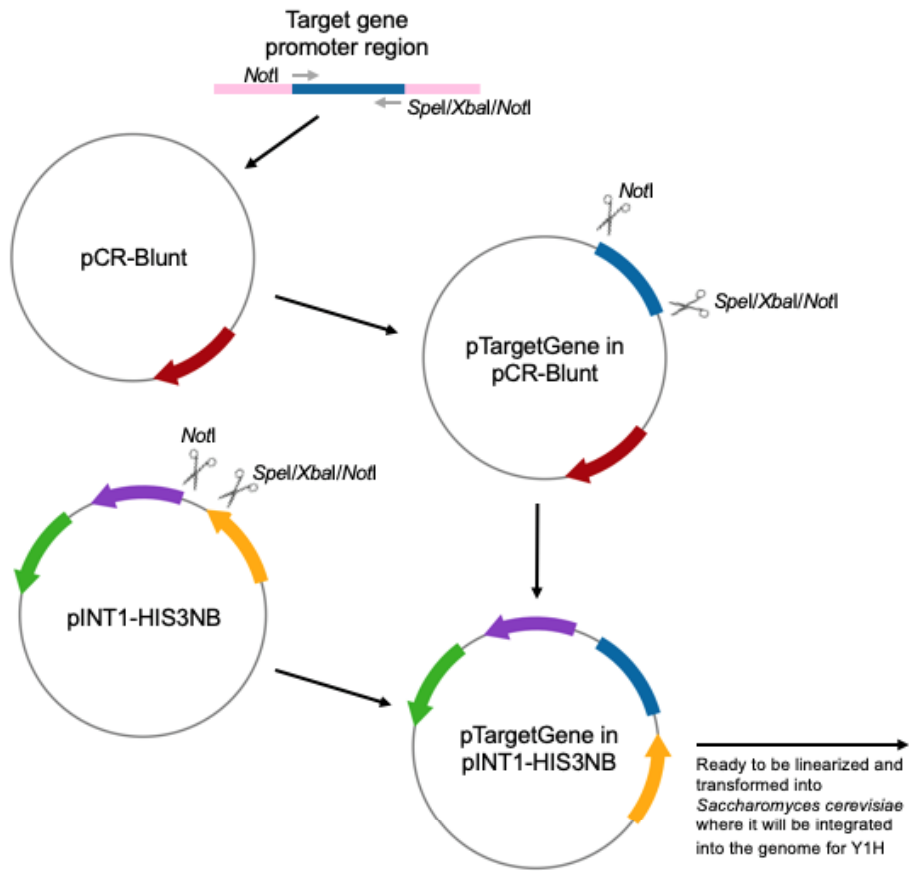 Target gene
promoter region
NotI
SpeI/XbaI/NotI
pCR-Blunt
NotI
SpeI/XbaI/NotI
pTargetGene in
pCR-Blunt
NotI
SpeI/XbaI/NotI
pINT1-HIS3NB
pTargetGene in
pINT1-HIS3NB
Ready to be linearized and
transformed into
Saccharomyces cerevisiae
where it will be integrated
into the genome for Y1H